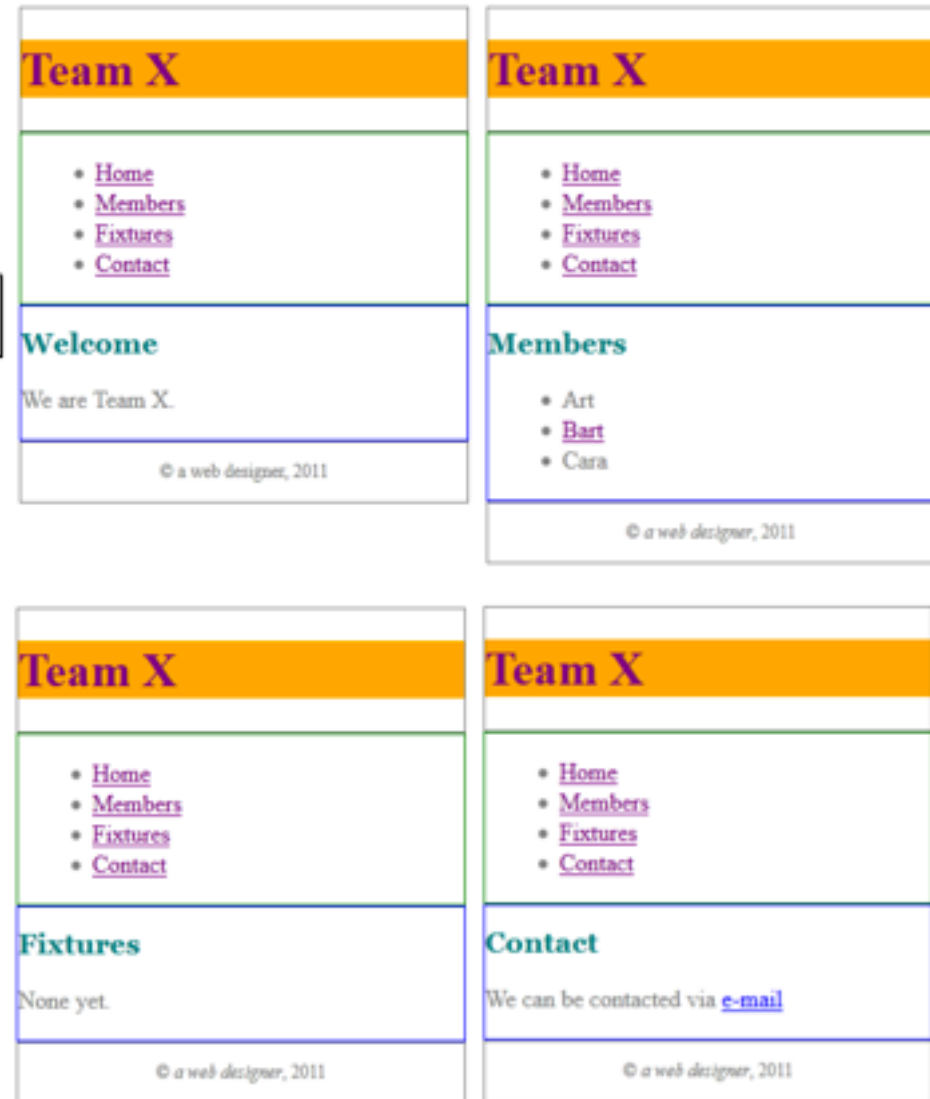 Team X
Home
Members
Fixtures
Contact
Welcome
We are Team X.
© a web designer, 2011
Team X
Home
Members
Fixtures
Contact
Members
Art
Bart
Cara
© a web designer, 2011
Team X
Home
Members
Fixtures
Contact
Fixtures
None yet.
© a web designer, 2011
Team X
Home
Members
Fixtures
Contact
Contact
We can be contacted via e-mail
© a web designer, 2011